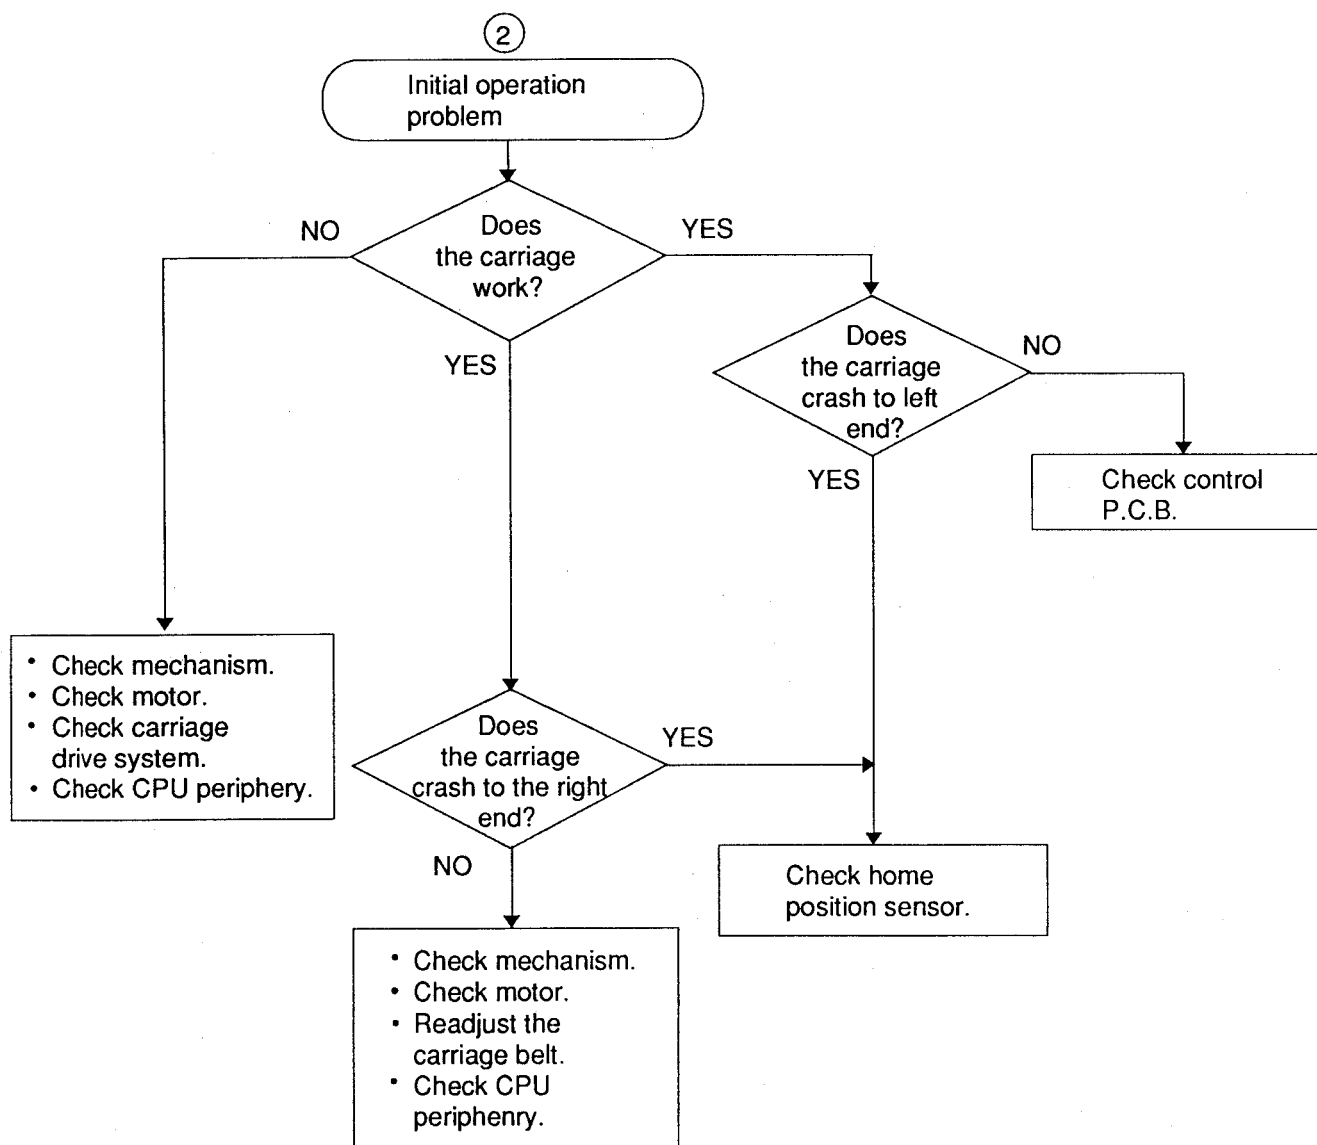 2
Initial operation
problem
NO
Does
the carriage
work?
YES
YES
Does
the carriage
crash to left
end?
NO
YES
Check control
P.C.B.
• Check mechanism.
• Check motor.
• Check carriage
drive system.
• Check CPU periphery.
Does
the carriage
crash to the right
end?
YES
NO
Check home
position sensor.
• Check mechanism.
• Check motor.
• Readjust the
carriage belt.
• Check CPU
periphenry.